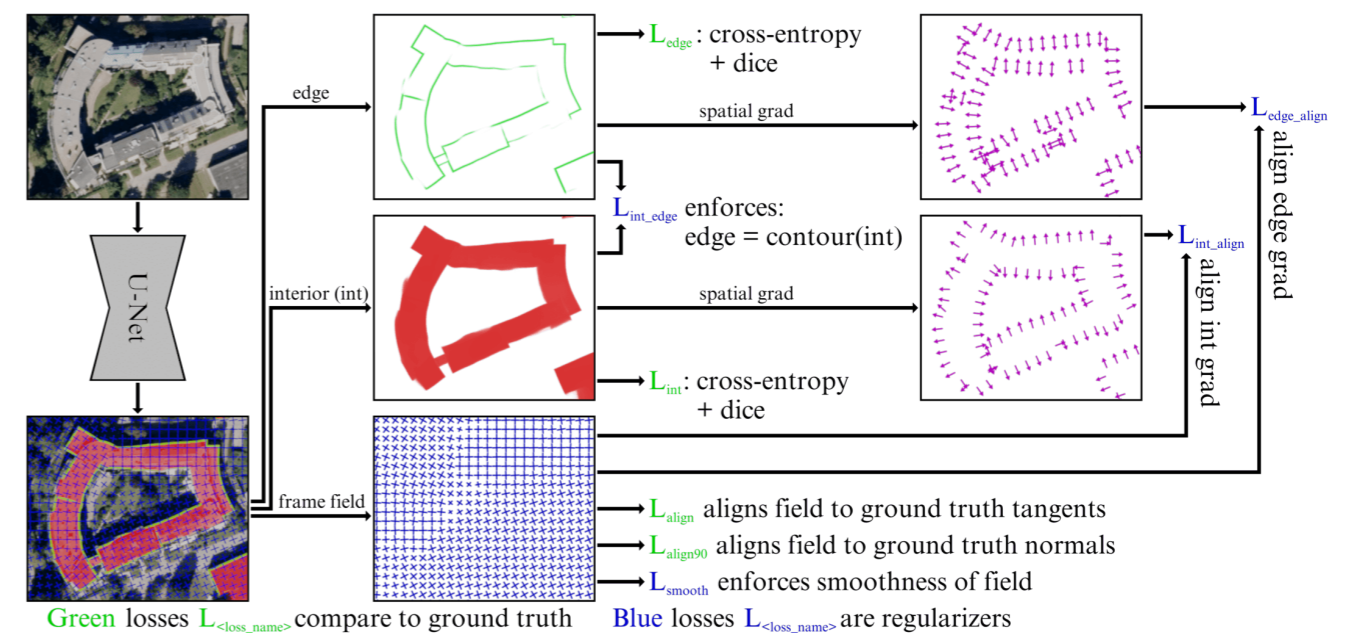 edge
L_edge : cross-entropy
+ dice
spatial grad
L_edge_align
align edge grad
U-Net
L_int_edge enforces:
edge = contour(int)
interior (int)
spatial grad
L_int_align
align int grad
L_int : cross-entropy
+ dice
frame field
L_align aligns field to ground truth tangents
L_align90 aligns field to ground truth normals
L_smooth enforces smoothness of field
Green losses L_<loss_name> compare to ground truth
Blue losses L_<loss_name> are regularizers